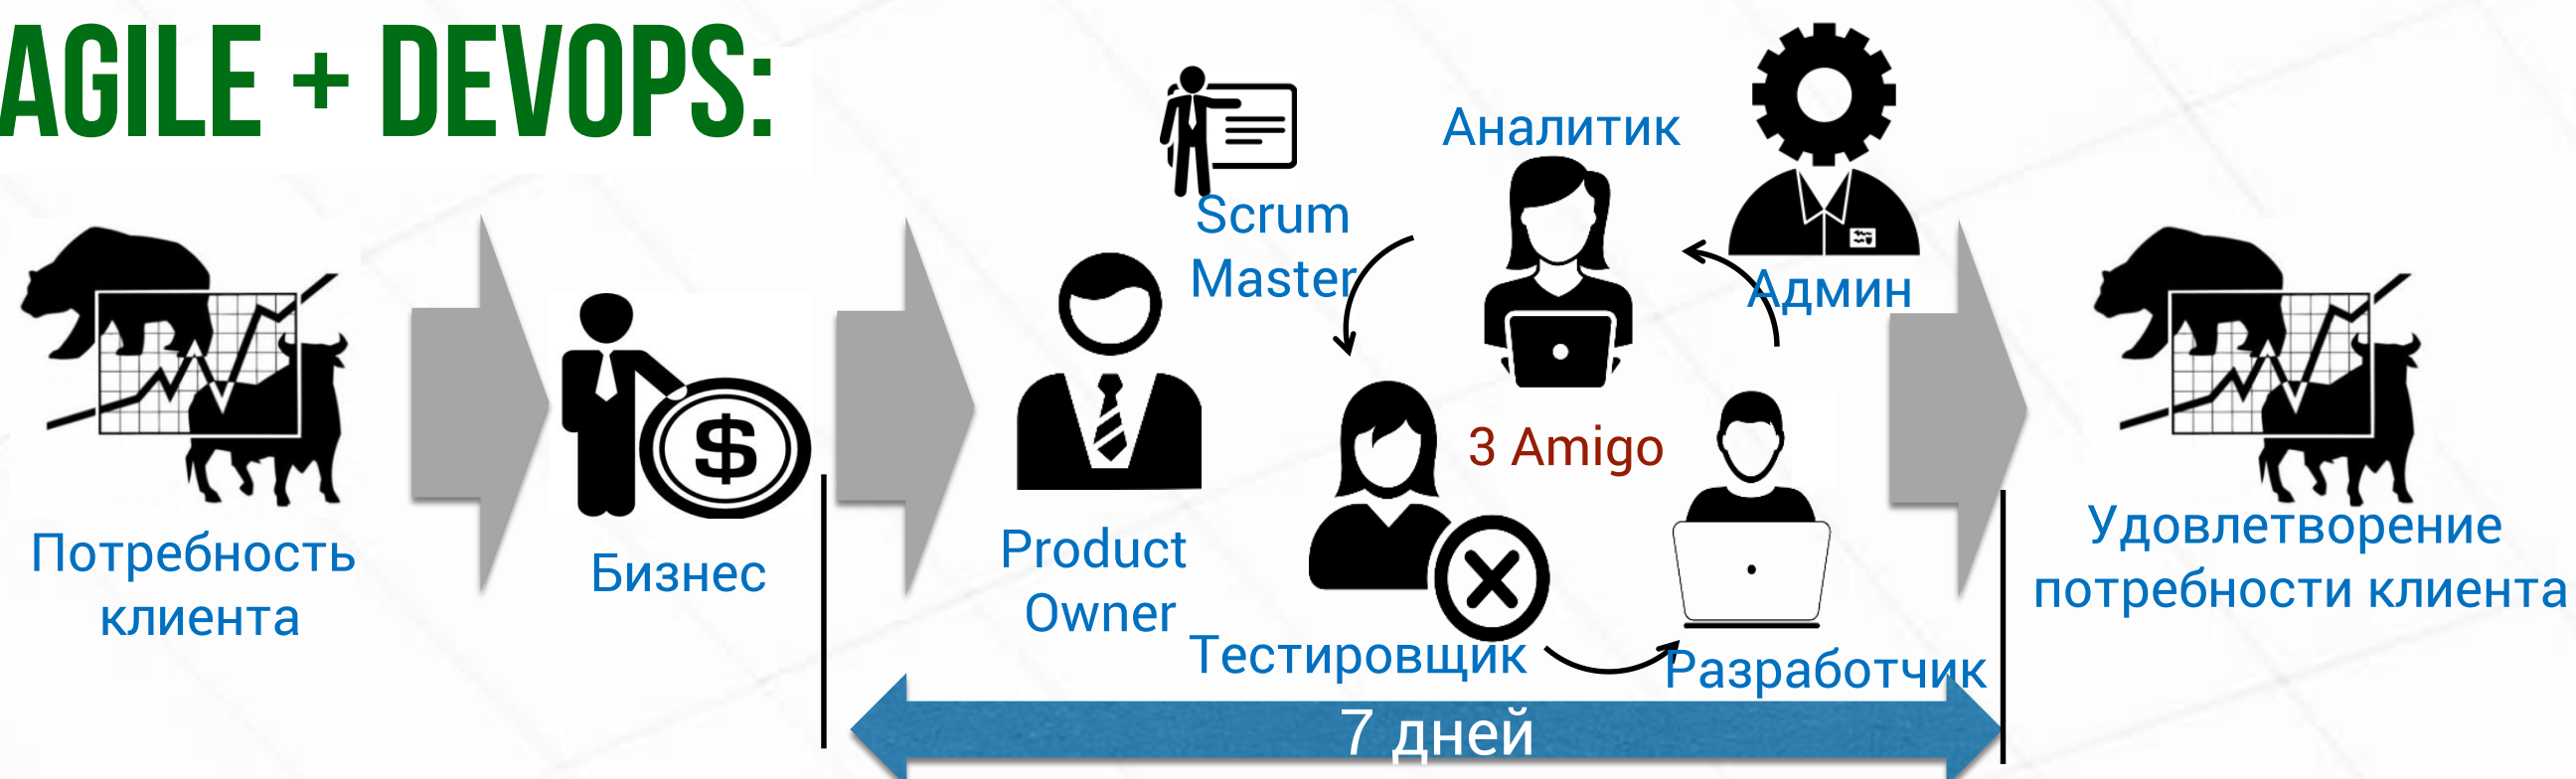 AGILE + DEVOPS:
Потребность
клиента
Бизнес
Product
Owner
Scrum
Master
Аналитик
Админ
3 Amigo
Тестировщик
Разработчик
7 дней
Удовлетворение
потребности клиента
$